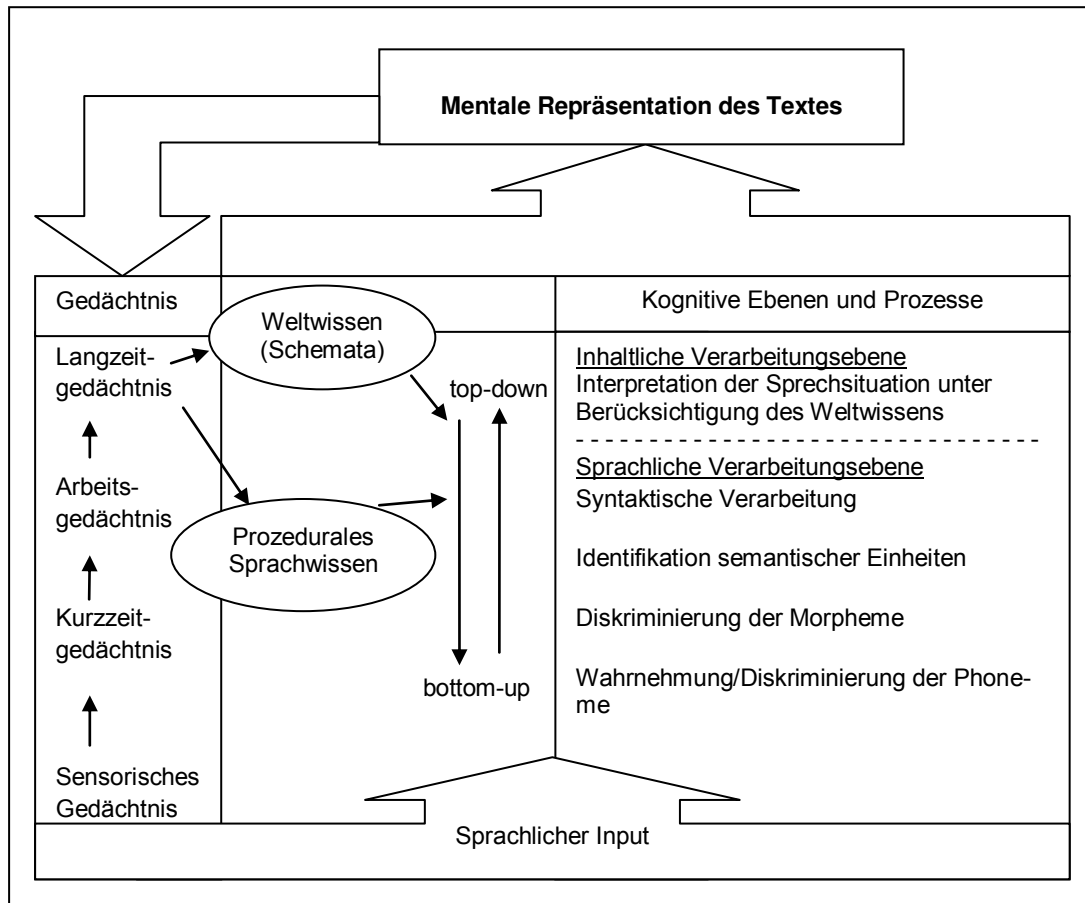 Mentale Repräsentation des Textes
Gedächtnis
Langzeit-
gedächtnis
Arbeits-
gedächtnis
Kurzzeit-
gedächtnis
Sensorisches
Gedächtnis
Weltwissen
(Schemata)
Prozedurales
Sprachwissen
top-down
bottom-up
Kognitive Ebenen und Prozesse
Inhaltliche Verarbeitungsebene
Interpretation der Sprechsituation unter
Berücksichtigung des Weltwissens
Sprachliche Verarbeitungsebene
Syntaktische Verarbeitung
Identifikation semantischer Einheiten
Diskriminierung der Morpheme
Wahrnehmung/Diskriminierung der Phone-
me
Sprachlicher Input